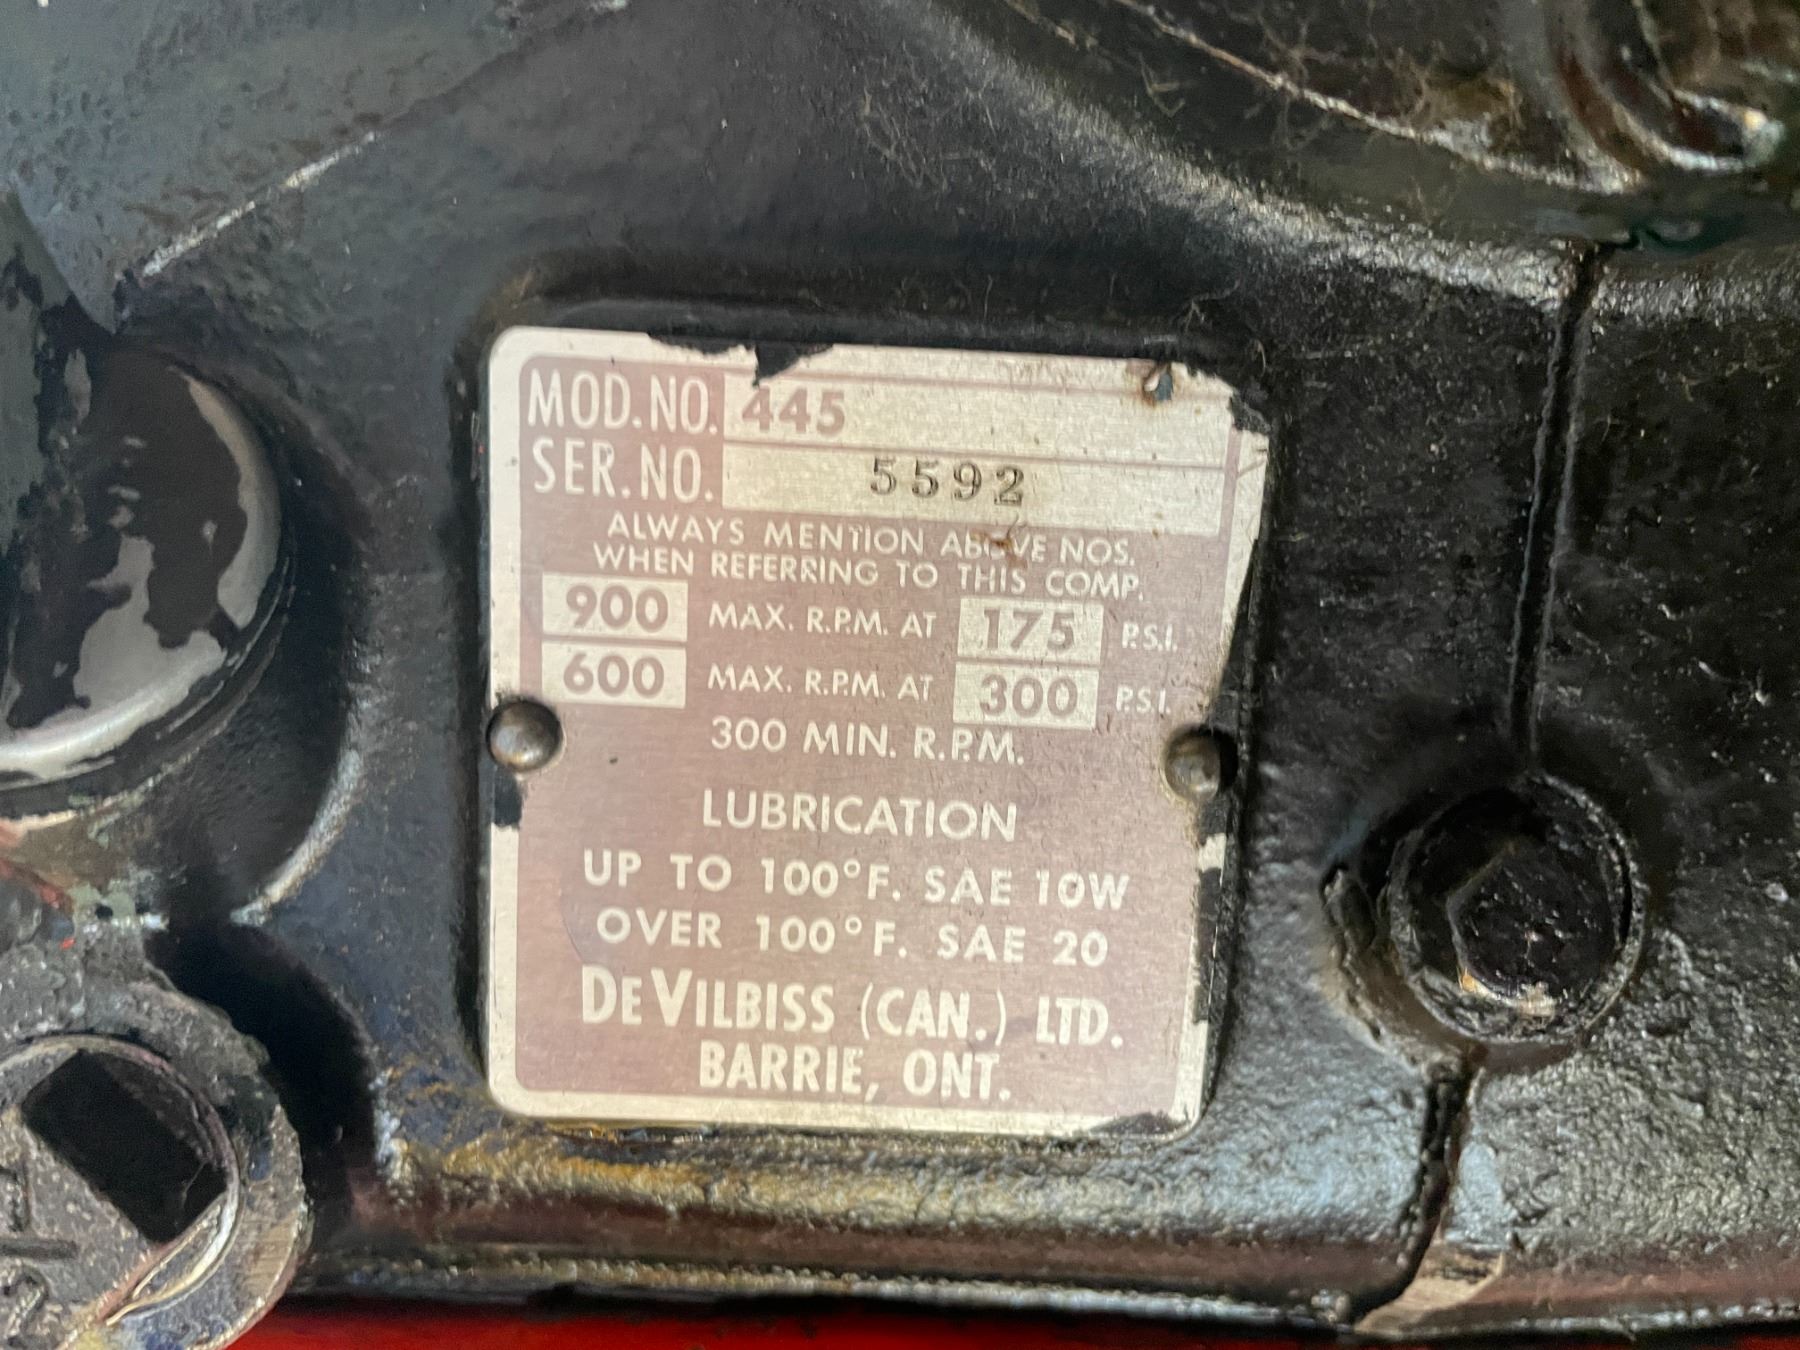 MOD. NO. 445
SER. NO. 5592
ALWAYS MENTION ABOVE NOS.
WHEN REFERRING TO THIS COMP.
900 MAX. R.P.M. AT 175 P.S.I.
600 MAX. R.P.M. AT 300 P.S.I.
300 MIN. R.P.M.
LUBRICATION
UP TO 100°F. SAE 10W
OVER 100°F. SAE 20
DEVILBISS (CAN.) LTD.
BARRIE, ONT.